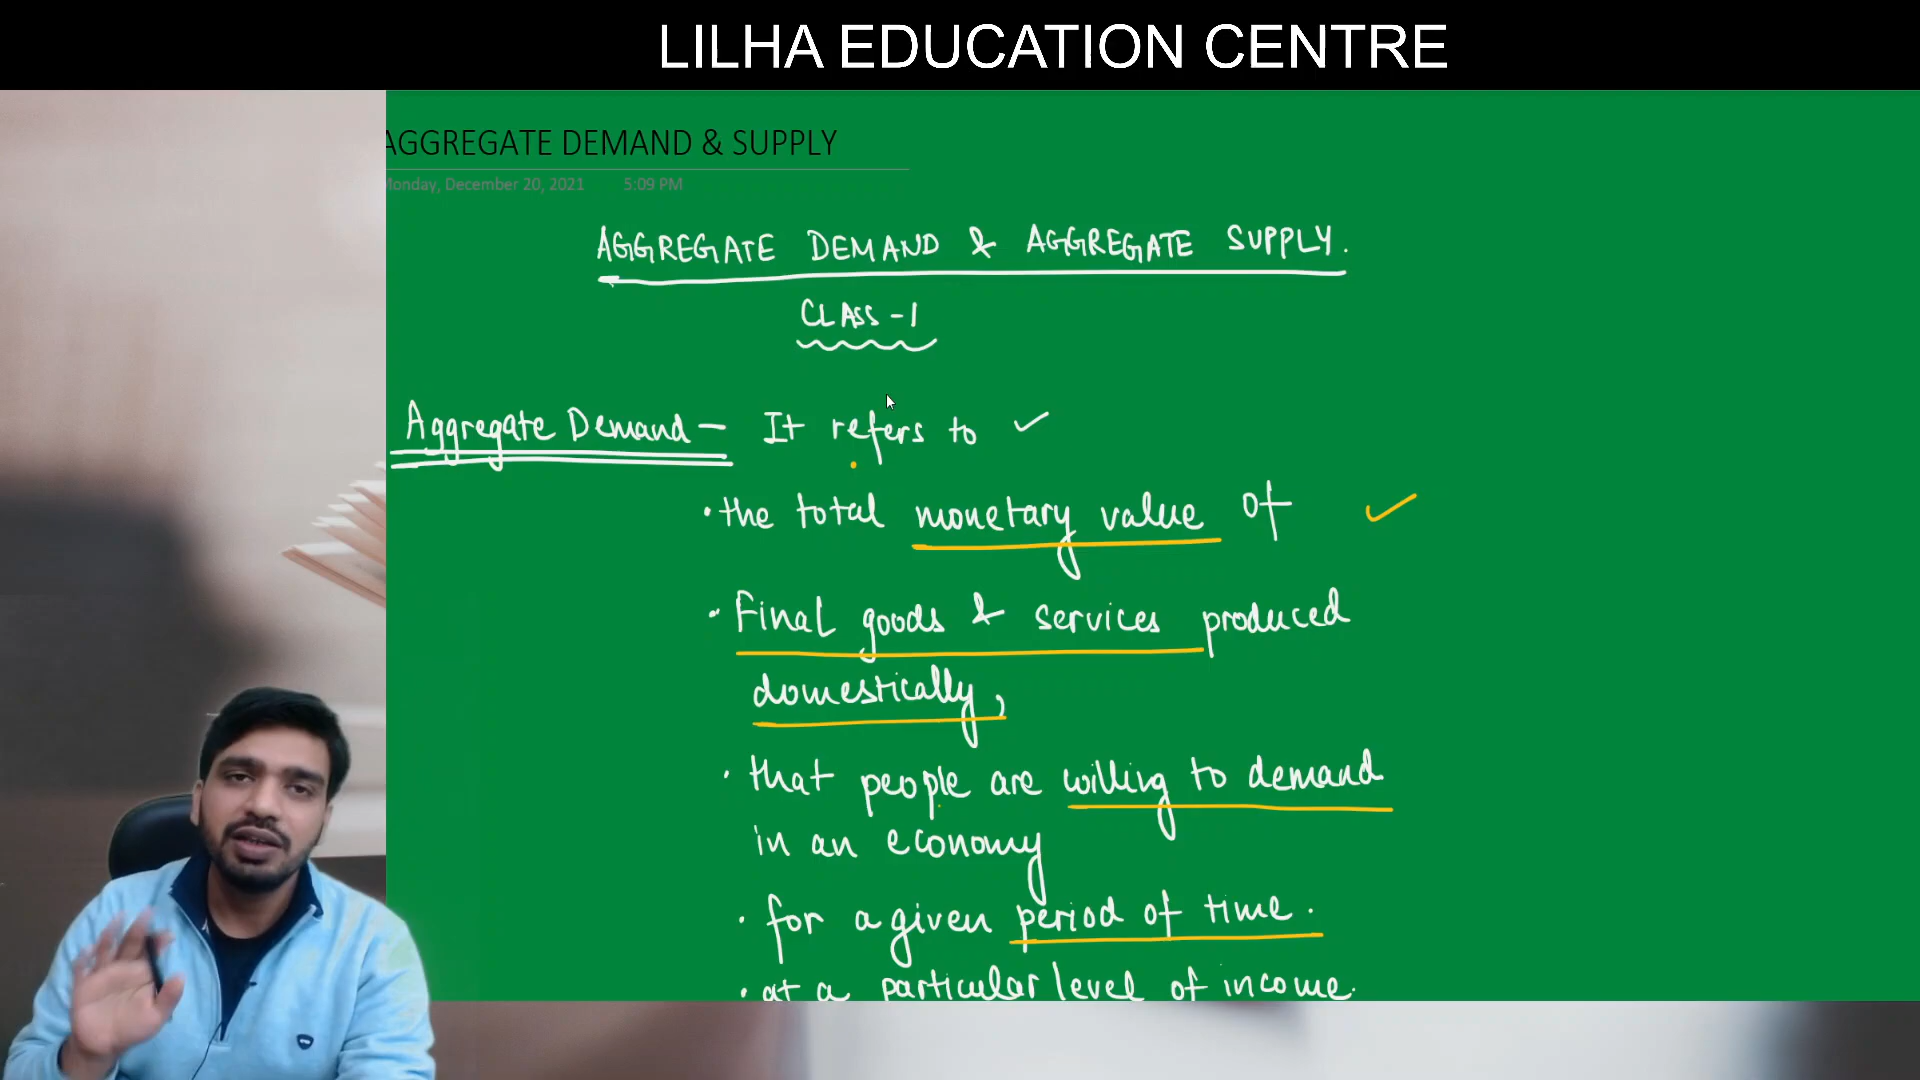 LILHA EDUCATION CENTRE
AGGREGATE DEMAND & SUPPLY
Monday, December 20, 2021 5:09 PM
AGGREGATE DEMAND & AGGREGATE SUPPLY.
CLASS-1
Aggregate Demand - It refers to
• the total monetary value of
• Final goods & services produced
domestically,
• that people are willing to demand
in an economy
• for a given period of time.
• at a particular level of income.